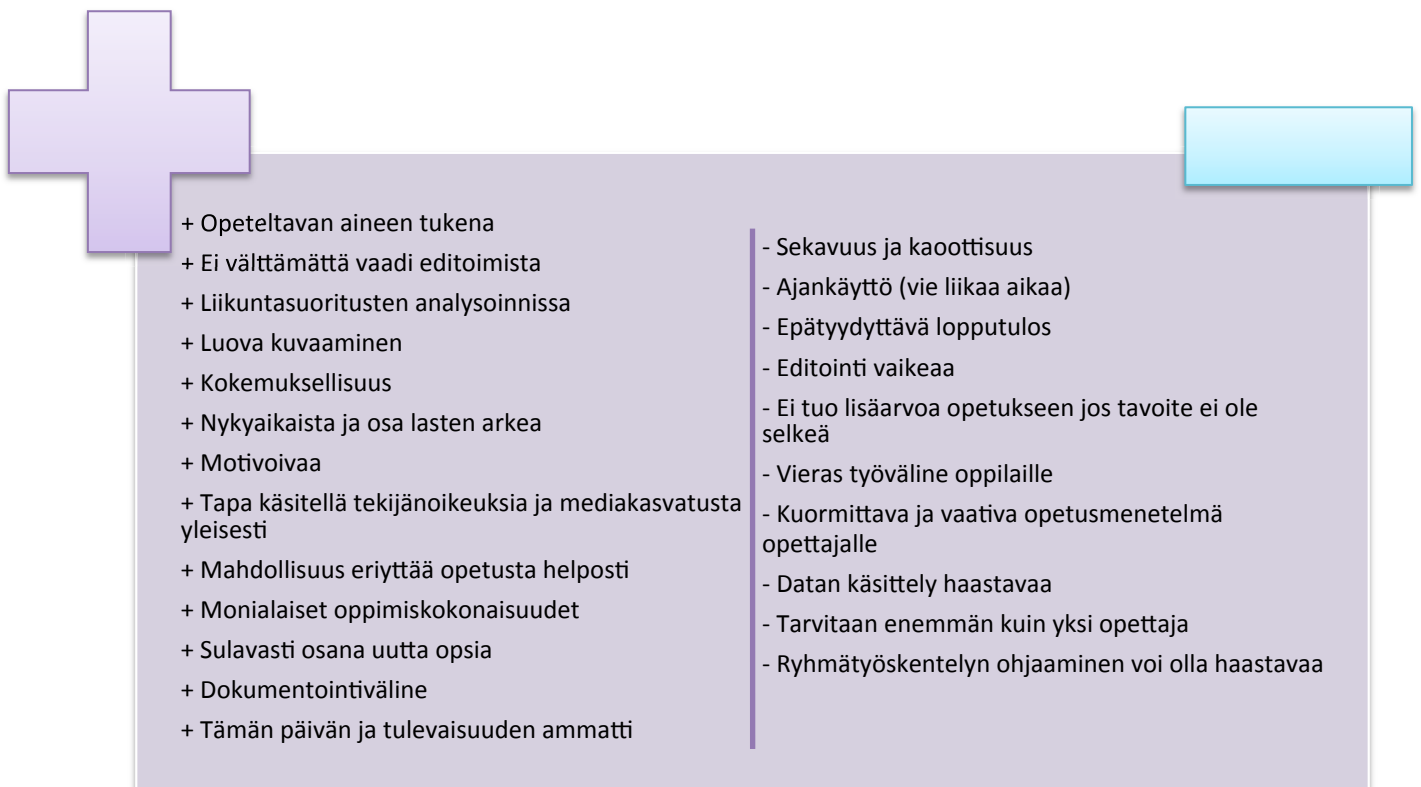 + Opeteltavan aineen tukena
+ Ei välttämättä vaadi editoimista
+ Liikuntasuoritusten analysoinnissa
+ Luova kuvaaminen
+ Kokemuksellisuus
+ Nykyaikaista ja osa lasten arkea
+ Motivoivaa
+ Tapa käsitellä tekijänoikeuksia ja mediakasvatusta
yleisesti
+ Mahdollisuus eriyttää opetusta helposti
+ Monialaiset oppimiskokonaisuudet
+ Sulavasti osana uutta opsia
+ Dokumentointiväline
+ Tämän päivän ja tulevaisuuden ammatti
- Sekavuus ja kaoottisuus
- Ajankäyttö (vie liikaa aikaa)
- Epätyydyttävä lopputulos
- Editointi vaikeaa
- Ei tuo lisäarvoa opetukseen jos tavoite ei ole
selkeä
- Vieras työväline oppilaille
- Kuormittava ja vaativa opetusmenetelmä
opettajalle
- Datan käsittely haastavaa
- Tarvitaan enemmän kuin yksi opettaja
- Ryhmätyöskentelyn ohjaaminen voi olla haastavaa